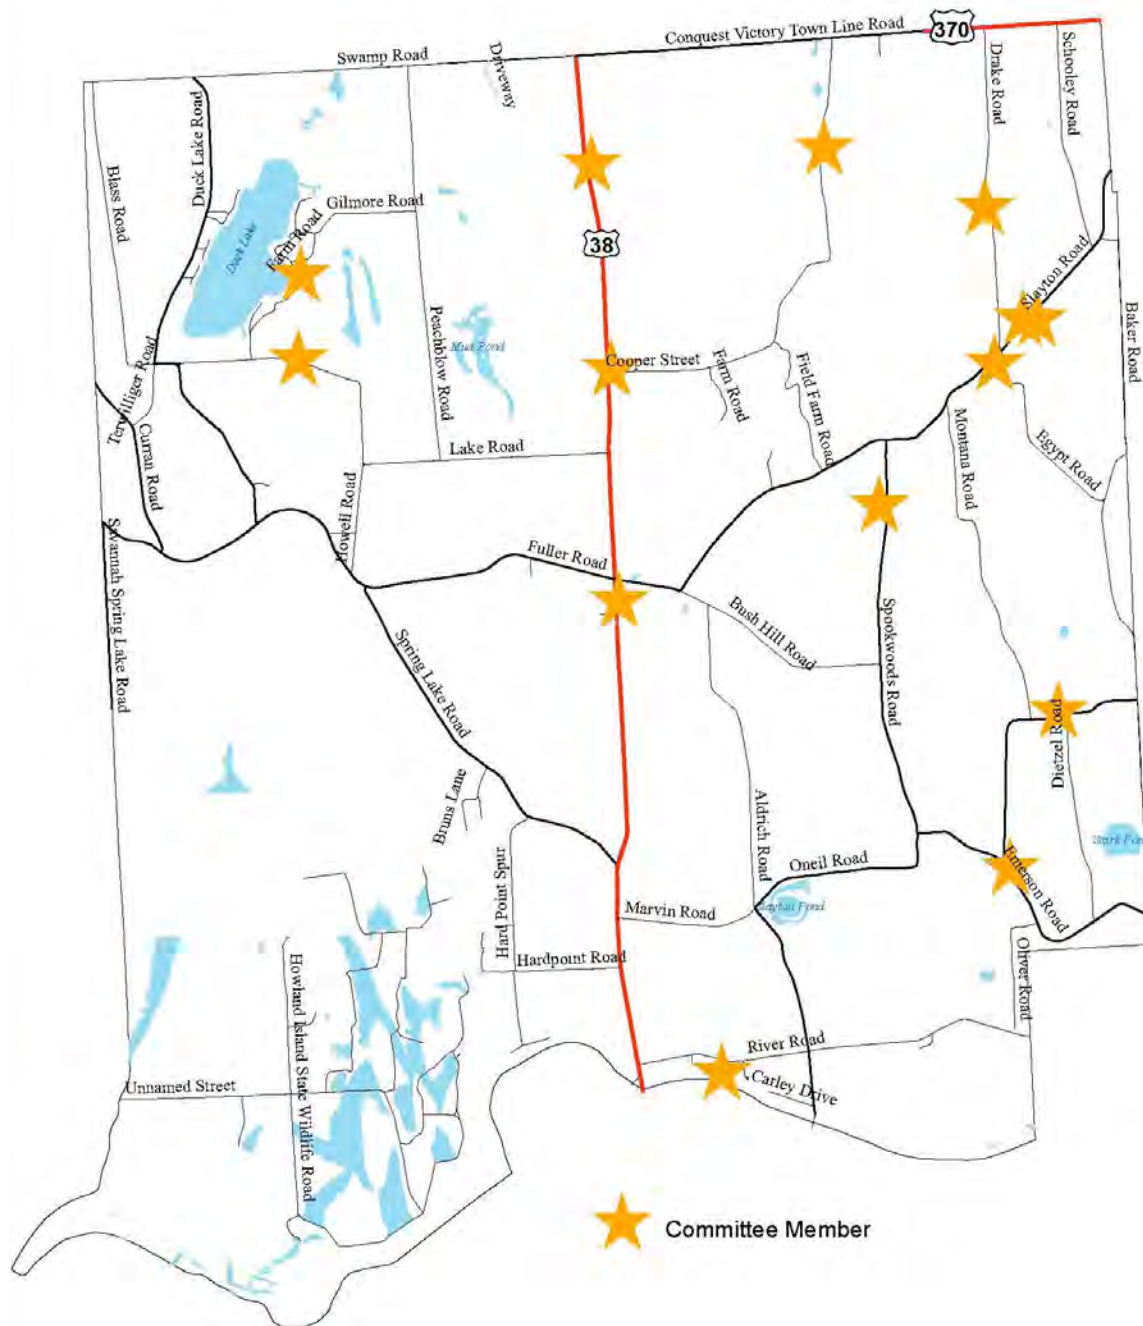 Conquest Victory Town Line Road
370
Swamp Road
Driveway
Drake Road
Schooley Road
Duck Lake Road
Blass Road
Gilmore Road
Farm Road
Duck Lake
38
Slayton Road
Baker Road
Peachblow Road
Mud Pond
Cooper Street
Farm Road
Field Farm Road
Terwilliger Road
Curran Road
Lake Road
Montana Road
Egypt Road
Savannah Spring Lake Road
Howell Road
Fuller Road
Bush Hill Road
Spookwoods Road
Spring Lake Road
Dietzel Road
Bruns Lane
Aldrich Road
Oneil Road
Emerson Road
Hard Point Spur
Marvin Road
Slayton Pond
Hardpoint Road
Oliver Road
Howland Island State Wildlife Road
River Road
Carley Drive
Unnamed Street
Committee Member